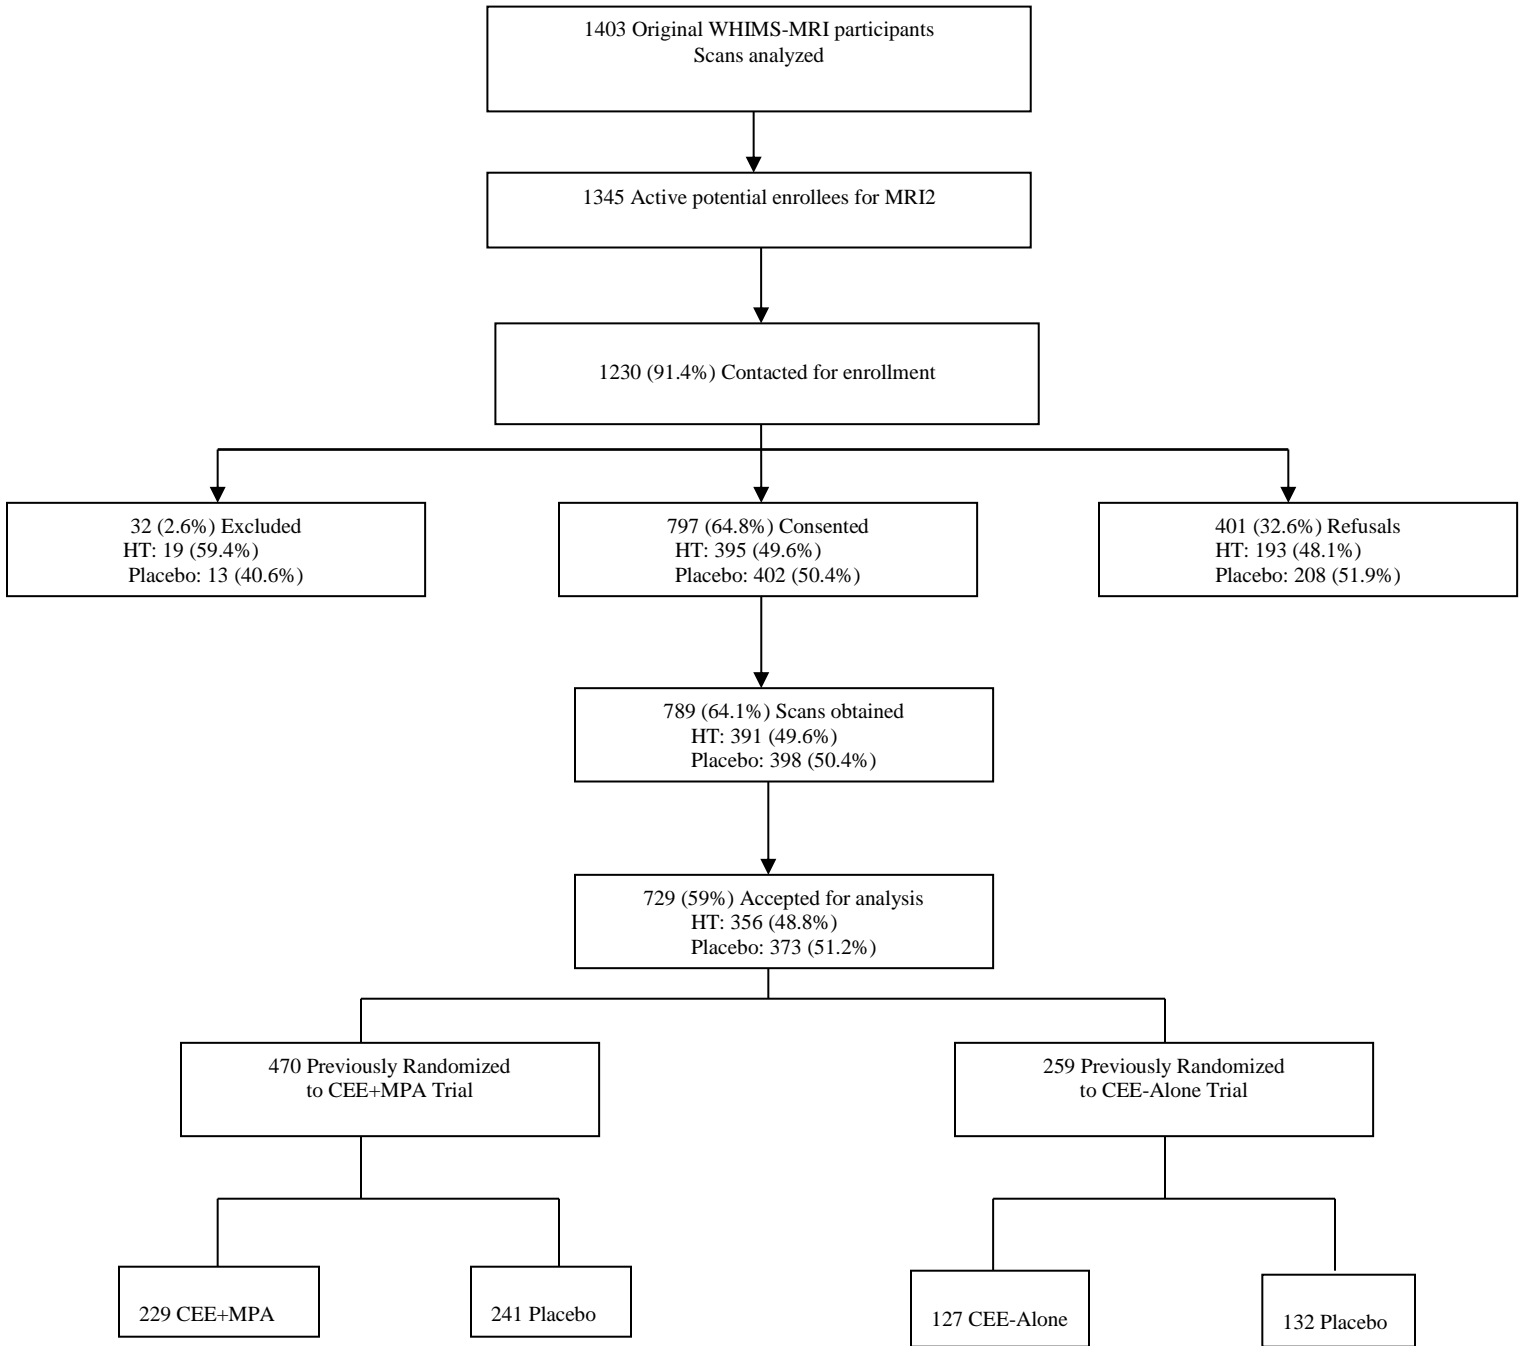 1403 Original WHIMS-MRI participants
Scans analyzed
1345 Active potential enrollees for MRI2
1230 (91.4%) Contacted for enrollment
32 (2.6%) Excluded
HT: 19 (59.4%)
Placebo: 13 (40.6%)
797 (64.8%) Consented
HT: 395 (49.6%)
Placebo: 402 (50.4%)
401 (32.6%) Refusals
HT: 193 (48.1%)
Placebo: 208 (51.9%)
789 (64.1%) Scans obtained
HT: 391 (49.6%)
Placebo: 398 (50.4%)
729 (59%) Accepted for analysis
HT: 356 (48.8%)
Placebo: 373 (51.2%)
470 Previously Randomized
to CEE+MPA Trial
259 Previously Randomized
to CEE-Alone Trial
229 CEE+MPA
241 Placebo
127 CEE-Alone
132 Placebo